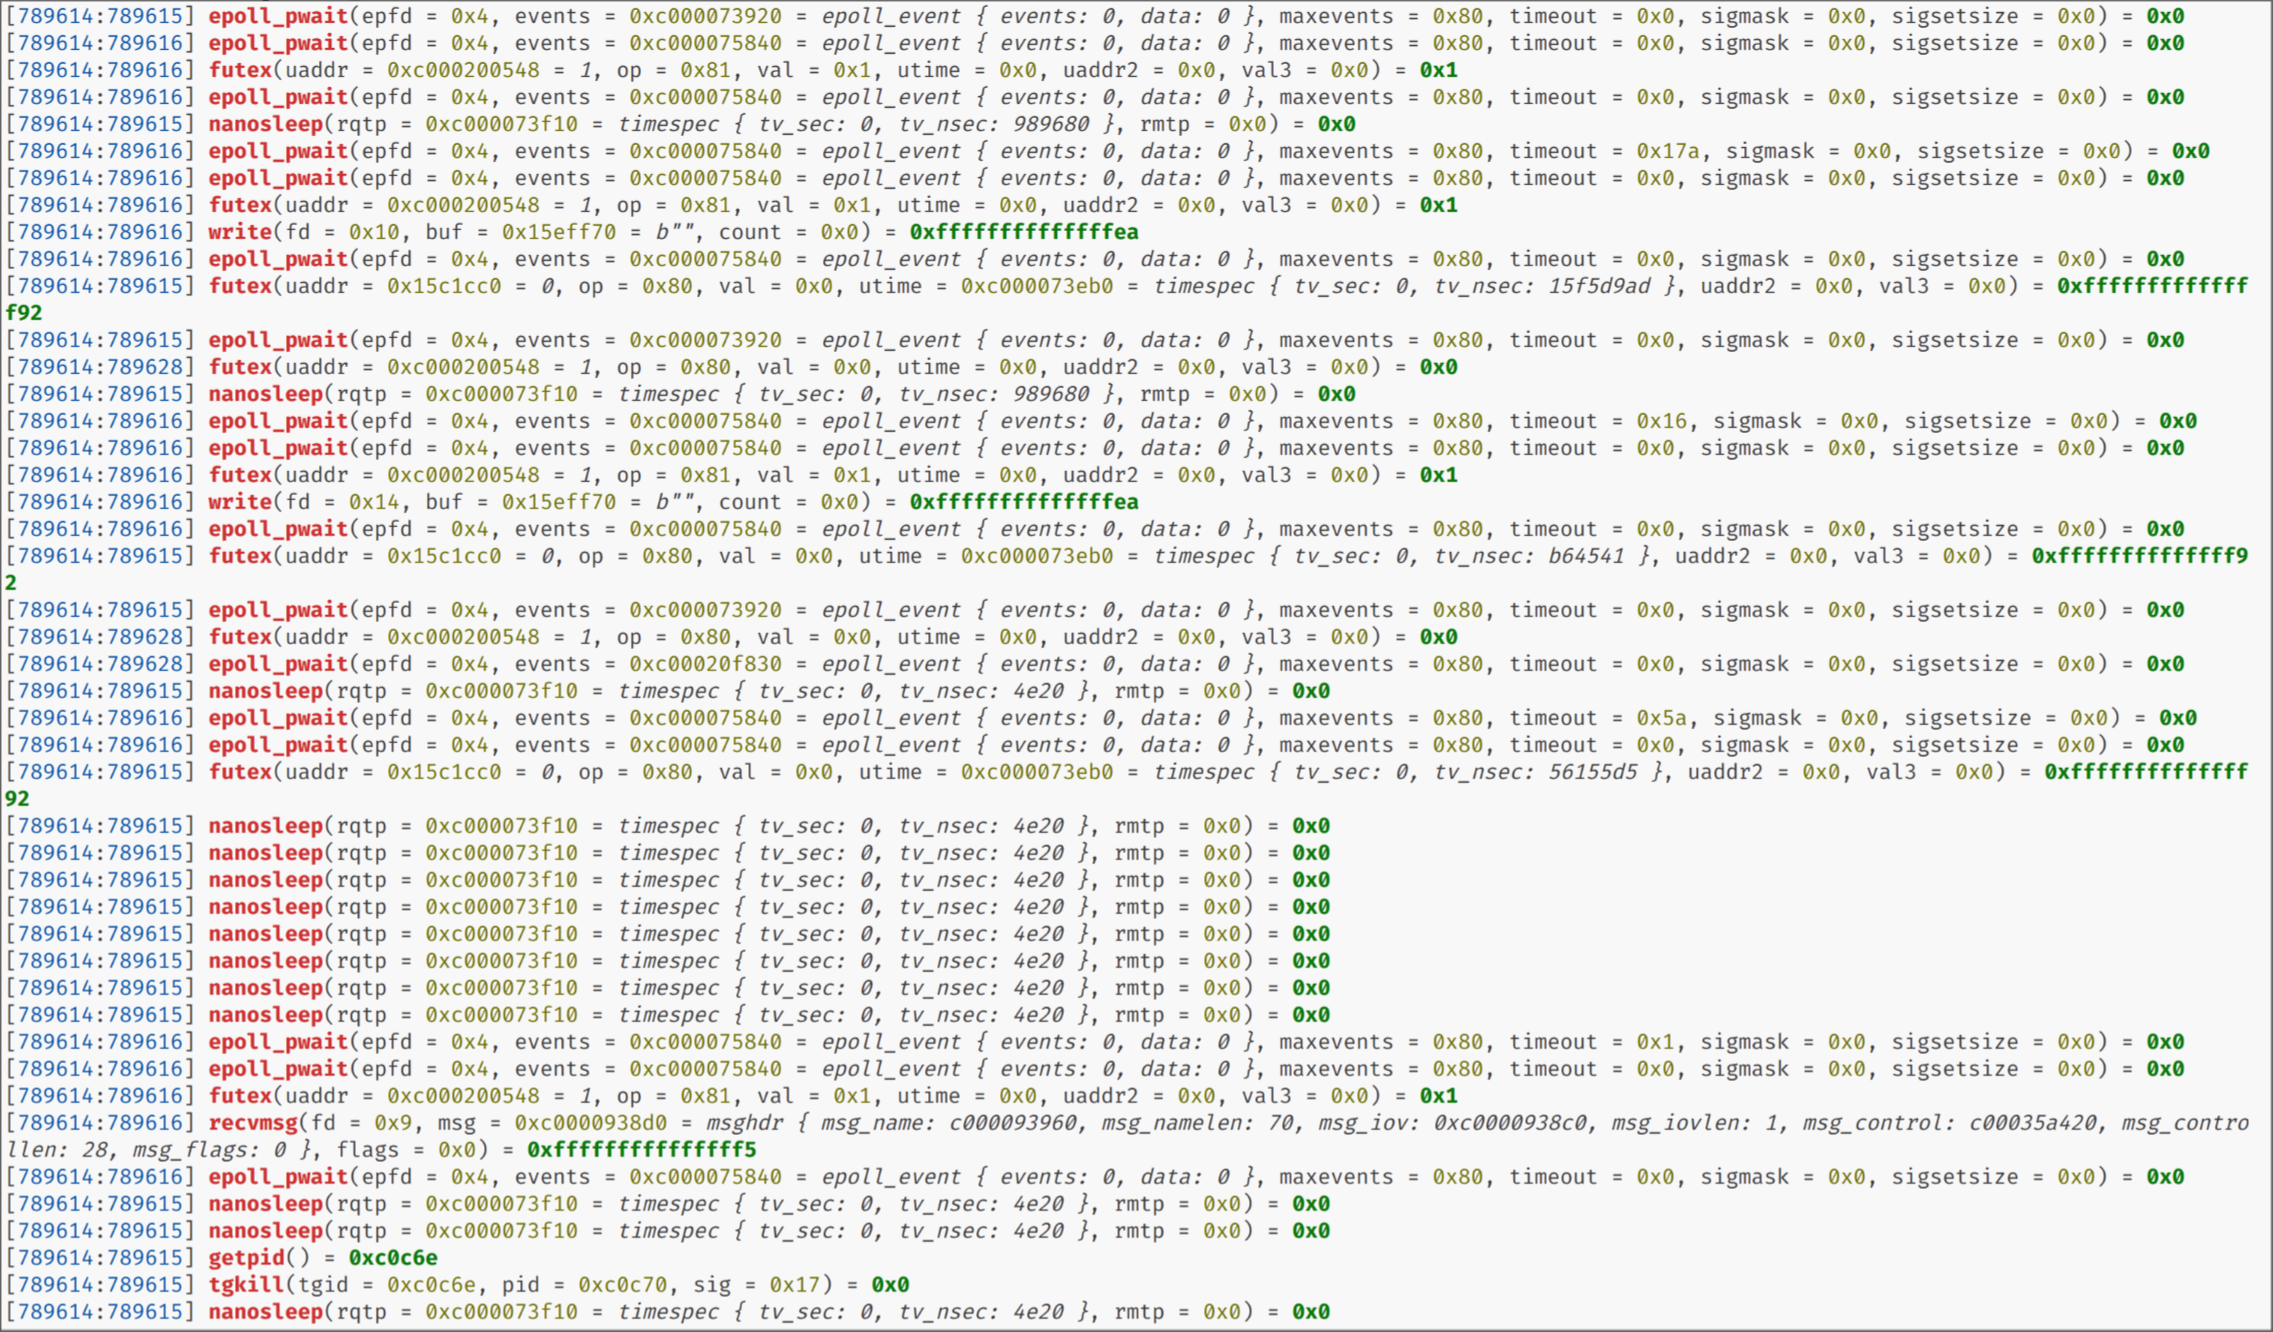 [789614:789615] epoll_pwait(epfd = 0x4, events = 0xc000073920 = epoll_event { events: 0, data: 0 }, maxevents = 0x80, timeout = 0x0, sigmask = 0x0, sigsetsize = 0x0) = 0x0
[789614:789616] epoll_pwait(epfd = 0x4, events = 0xc000075840 = epoll_event { events: 0, data: 0 }, maxevents = 0x80, timeout = 0x0, sigmask = 0x0, sigsetsize = 0x0) = 0x0
[789614:789616] futex(uaddr = 0xc000200548 = 1, op = 0x81, val = 0x1, utime = 0x0, uaddr2 = 0x0, val3 = 0x0) = 0x1
[789614:789616] epoll_pwait(epfd = 0x4, events = 0xc000075840 = epoll_event { events: 0, data: 0 }, maxevents = 0x80, timeout = 0x0, sigmask = 0x0, sigsetsize = 0x0) = 0x0
[789614:789615] nanosleep(rqtp = 0xc000073f10 = timespec { tv_sec: 0, tv_nsec: 989680 }, rmtp = 0x0) = 0x0
[789614:789616] epoll_pwait(epfd = 0x4, events = 0xc000075840 = epoll_event { events: 0, data: 0 }, maxevents = 0x80, timeout = 0x17a, sigmask = 0x0, sigsetsize = 0x0) = 0x0
[789614:789616] epoll_pwait(epfd = 0x4, events = 0xc000075840 = epoll_event { events: 0, data: 0 }, maxevents = 0x80, timeout = 0x0, sigmask = 0x0, sigsetsize = 0x0) = 0x0
[789614:789616] futex(uaddr = 0xc000200548 = 1, op = 0x81, val = 0x1, utime = 0x0, uaddr2 = 0x0, val3 = 0x0) = 0x1
[789614:789616] write(fd = 0x10, buf = 0x15eff70 = b"", count = 0x0) = 0xffffffffffffffea
[789614:789616] epoll_pwait(epfd = 0x4, events = 0xc000075840 = epoll_event { events: 0, data: 0 }, maxevents = 0x80, timeout = 0x0, sigmask = 0x0, sigsetsize = 0x0) = 0x0
[789614:789615] futex(uaddr = 0x15c1cc0 = 0, op = 0x80, val = 0x0, utime = 0xc000073eb0 = timespec { tv_sec: 0, tv_nsec: 15f5d9ad }, uaddr2 = 0x0, val3 = 0x0) = 0xfffffffffffff
f92
[789614:789615] epoll_pwait(epfd = 0x4, events = 0xc000073920 = epoll_event { events: 0, data: 0 }, maxevents = 0x80, timeout = 0x0, sigmask = 0x0, sigsetsize = 0x0) = 0x0
[789614:789628] futex(uaddr = 0xc000200548 = 1, op = 0x80, val = 0x0, utime = 0x0, uaddr2 = 0x0, val3 = 0x0) = 0x0
[789614:789615] nanosleep(rqtp = 0xc000073f10 = timespec { tv_sec: 0, tv_nsec: 989680 }, rmtp = 0x0) = 0x0
[789614:789616] epoll_pwait(epfd = 0x4, events = 0xc000075840 = epoll_event { events: 0, data: 0 }, maxevents = 0x80, timeout = 0x16, sigmask = 0x0, sigsetsize = 0x0) = 0x0
[789614:789616] epoll_pwait(epfd = 0x4, events = 0xc000075840 = epoll_event { events: 0, data: 0 }, maxevents = 0x80, timeout = 0x0, sigmask = 0x0, sigsetsize = 0x0) = 0x0
[789614:789616] futex(uaddr = 0xc000200548 = 1, op = 0x81, val = 0x1, utime = 0x0, uaddr2 = 0x0, val3 = 0x0) = 0x1
[789614:789616] write(fd = 0x14, buf = 0x15eff70 = b"", count = 0x0) = 0xffffffffffffffea
[789614:789616] epoll_pwait(epfd = 0x4, events = 0xc000075840 = epoll_event { events: 0, data: 0 }, maxevents = 0x80, timeout = 0x0, sigmask = 0x0, sigsetsize = 0x0) = 0x0
[789614:789615] futex(uaddr = 0x15c1cc0 = 0, op = 0x80, val = 0x0, utime = 0xc000073eb0 = timespec { tv_sec: 0, tv_nsec: b64541 }, uaddr2 = 0x0, val3 = 0x0) = 0xffffffffffffff9
2
[789614:789615] epoll_pwait(epfd = 0x4, events = 0xc000073920 = epoll_event { events: 0, data: 0 }, maxevents = 0x80, timeout = 0x0, sigmask = 0x0, sigsetsize = 0x0) = 0x0
[789614:789628] futex(uaddr = 0xc000200548 = 1, op = 0x80, val = 0x0, utime = 0x0, uaddr2 = 0x0, val3 = 0x0) = 0x0
[789614:789628] epoll_pwait(epfd = 0x4, events = 0xc00020f830 = epoll_event { events: 0, data: 0 }, maxevents = 0x80, timeout = 0x0, sigmask = 0x0, sigsetsize = 0x0) = 0x0
[789614:789615] nanosleep(rqtp = 0xc000073f10 = timespec { tv_sec: 0, tv_nsec: 4e20 }, rmtp = 0x0) = 0x0
[789614:789616] epoll_pwait(epfd = 0x4, events = 0xc000075840 = epoll_event { events: 0, data: 0 }, maxevents = 0x80, timeout = 0x5a, sigmask = 0x0, sigsetsize = 0x0) = 0x0
[789614:789616] epoll_pwait(epfd = 0x4, events = 0xc000075840 = epoll_event { events: 0, data: 0 }, maxevents = 0x80, timeout = 0x0, sigmask = 0x0, sigsetsize = 0x0) = 0x0
[789614:789615] futex(uaddr = 0x15c1cc0 = 0, op = 0x80, val = 0x0, utime = 0xc000073eb0 = timespec { tv_sec: 0, tv_nsec: 56155d5 }, uaddr2 = 0x0, val3 = 0x0) = 0xffffffffffffff
92
[789614:789615] nanosleep(rqtp = 0xc000073f10 = timespec { tv_sec: 0, tv_nsec: 4e20 }, rmtp = 0x0) = 0x0
[789614:789615] nanosleep(rqtp = 0xc000073f10 = timespec { tv_sec: 0, tv_nsec: 4e20 }, rmtp = 0x0) = 0x0
[789614:789615] nanosleep(rqtp = 0xc000073f10 = timespec { tv_sec: 0, tv_nsec: 4e20 }, rmtp = 0x0) = 0x0
[789614:789615] nanosleep(rqtp = 0xc000073f10 = timespec { tv_sec: 0, tv_nsec: 4e20 }, rmtp = 0x0) = 0x0
[789614:789615] nanosleep(rqtp = 0xc000073f10 = timespec { tv_sec: 0, tv_nsec: 4e20 }, rmtp = 0x0) = 0x0
[789614:789615] nanosleep(rqtp = 0xc000073f10 = timespec { tv_sec: 0, tv_nsec: 4e20 }, rmtp = 0x0) = 0x0
[789614:789615] nanosleep(rqtp = 0xc000073f10 = timespec { tv_sec: 0, tv_nsec: 4e20 }, rmtp = 0x0) = 0x0
[789614:789615] nanosleep(rqtp = 0xc000073f10 = timespec { tv_sec: 0, tv_nsec: 4e20 }, rmtp = 0x0) = 0x0
[789614:789616] epoll_pwait(epfd = 0x4, events = 0xc000075840 = epoll_event { events: 0, data: 0 }, maxevents = 0x80, timeout = 0x1, sigmask = 0x0, sigsetsize = 0x0) = 0x0
[789614:789616] epoll_pwait(epfd = 0x4, events = 0xc000075840 = epoll_event { events: 0, data: 0 }, maxevents = 0x80, timeout = 0x0, sigmask = 0x0, sigsetsize = 0x0) = 0x0
[789614:789616] futex(uaddr = 0xc000200548 = 1, op = 0x81, val = 0x1, utime = 0x0, uaddr2 = 0x0, val3 = 0x0) = 0x1
[789614:789616] recvmsg(fd = 0x9, msg = 0xc0000938d0 = msghdr { msg_name: c000093960, msg_namelen: 70, msg_iov: 0xc0000938c0, msg_iovlen: 1, msg_control: c00035a420, msg_contro
llen: 28, msg_flags: 0 }, flags = 0x0) = 0xfffffffffffffff5
[789614:789616] epoll_pwait(epfd = 0x4, events = 0xc000075840 = epoll_event { events: 0, data: 0 }, maxevents = 0x80, timeout = 0x0, sigmask = 0x0, sigsetsize = 0x0) = 0x0
[789614:789615] nanosleep(rqtp = 0xc000073f10 = timespec { tv_sec: 0, tv_nsec: 4e20 }, rmtp = 0x0) = 0x0
[789614:789615] nanosleep(rqtp = 0xc000073f10 = timespec { tv_sec: 0, tv_nsec: 4e20 }, rmtp = 0x0) = 0x0
[789614:789615] getpid() = 0xc0c6e
[789614:789615] tgkill(tgid = 0xc0c6e, pid = 0xc0c70, sig = 0x17) = 0x0
[789614:789615] nanosleep(rqtp = 0xc000073f10 = timespec { tv_sec: 0, tv_nsec: 4e20 }, rmtp = 0x0) = 0x0